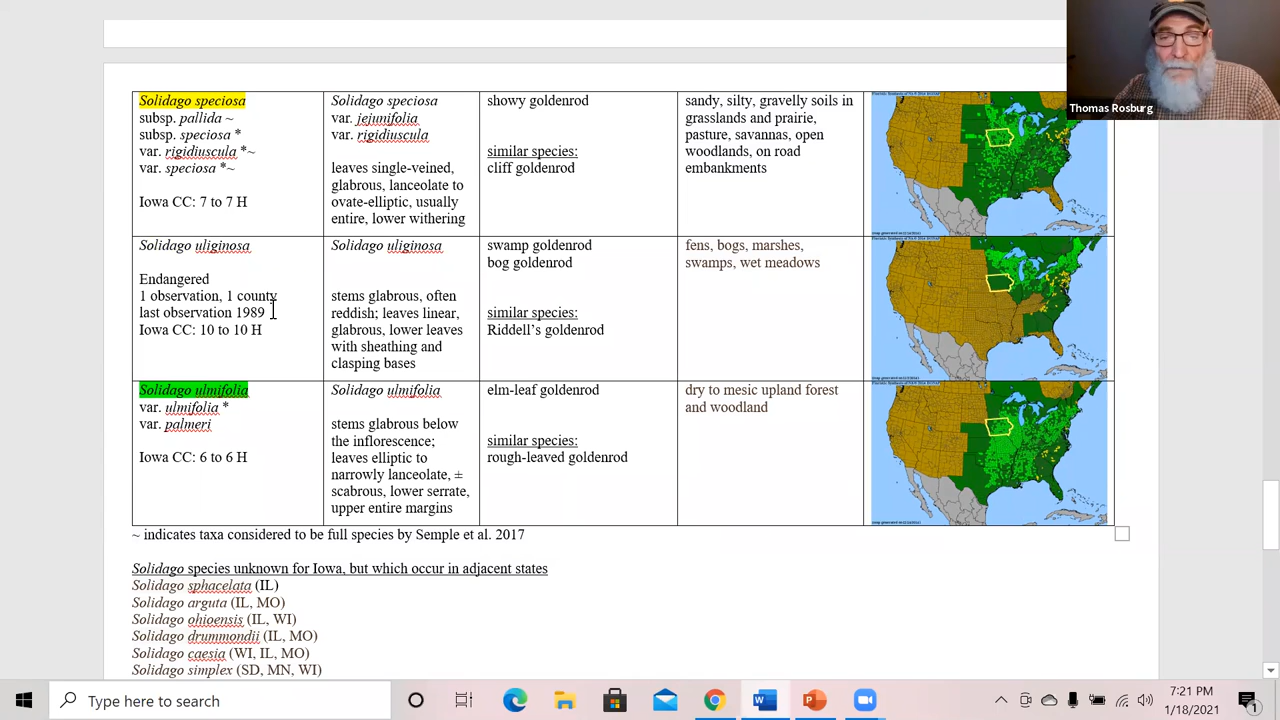 Thomas Rosburg
Solidago speciosa
subsp. pallida ~
subsp. speciosa *
var. rigidiuscula *~
var. speciosa *~
Iowa CC: 7 to 7 H
Solidago speciosa
var. jejunifolia
var. rigidiuscula
leaves single-veined,
glabrous, lanceolate to
ovate-elliptic, usually
entire, lower withering
showy goldenrod
similar species:
cliff goldenrod
sandy, silty, gravelly soils in
grasslands and prairie,
pasture, savannas, open
woodlands, on road
embankments
Solidago uliginosa
Endangered
1 observation, 1 county
last observation 1989
Iowa CC: 10 to 10 H
Solidago uliginosa
stems glabrous, often
reddish; leaves linear,
glabrous, lower leaves
with sheathing and
clasping bases
swamp goldenrod
bog goldenrod
similar species:
Riddell’s goldenrod
fens, bogs, marshes,
swamps, wet meadows
Solidago ulmifolia
var. ulmifolia *
var. palmeri
Iowa CC: 6 to 6 H
Solidago ulmifolia
stems glabrous below
the inflorescence;
leaves elliptic to
narrowly lanceolate, ±
scabrous, lower serrate,
upper entire margins
elm-leaf goldenrod
similar species:
rough-leaved goldenrod
dry to mesic upland forest
and woodland
~ indicates taxa considered to be full species by Semple et al. 2017
Solidago species unknown for Iowa, but which occur in adjacent states
Solidago sphacelata (IL)
Solidago arguta (IL, MO)
Solidago ohioensis (IL, WI)
Solidago drummondii (IL, MO)
Solidago caesia (WI, IL, MO)
Solidago simplex (SD, MN, WI)
Type here to search
7:21 PM
1/18/2021
1